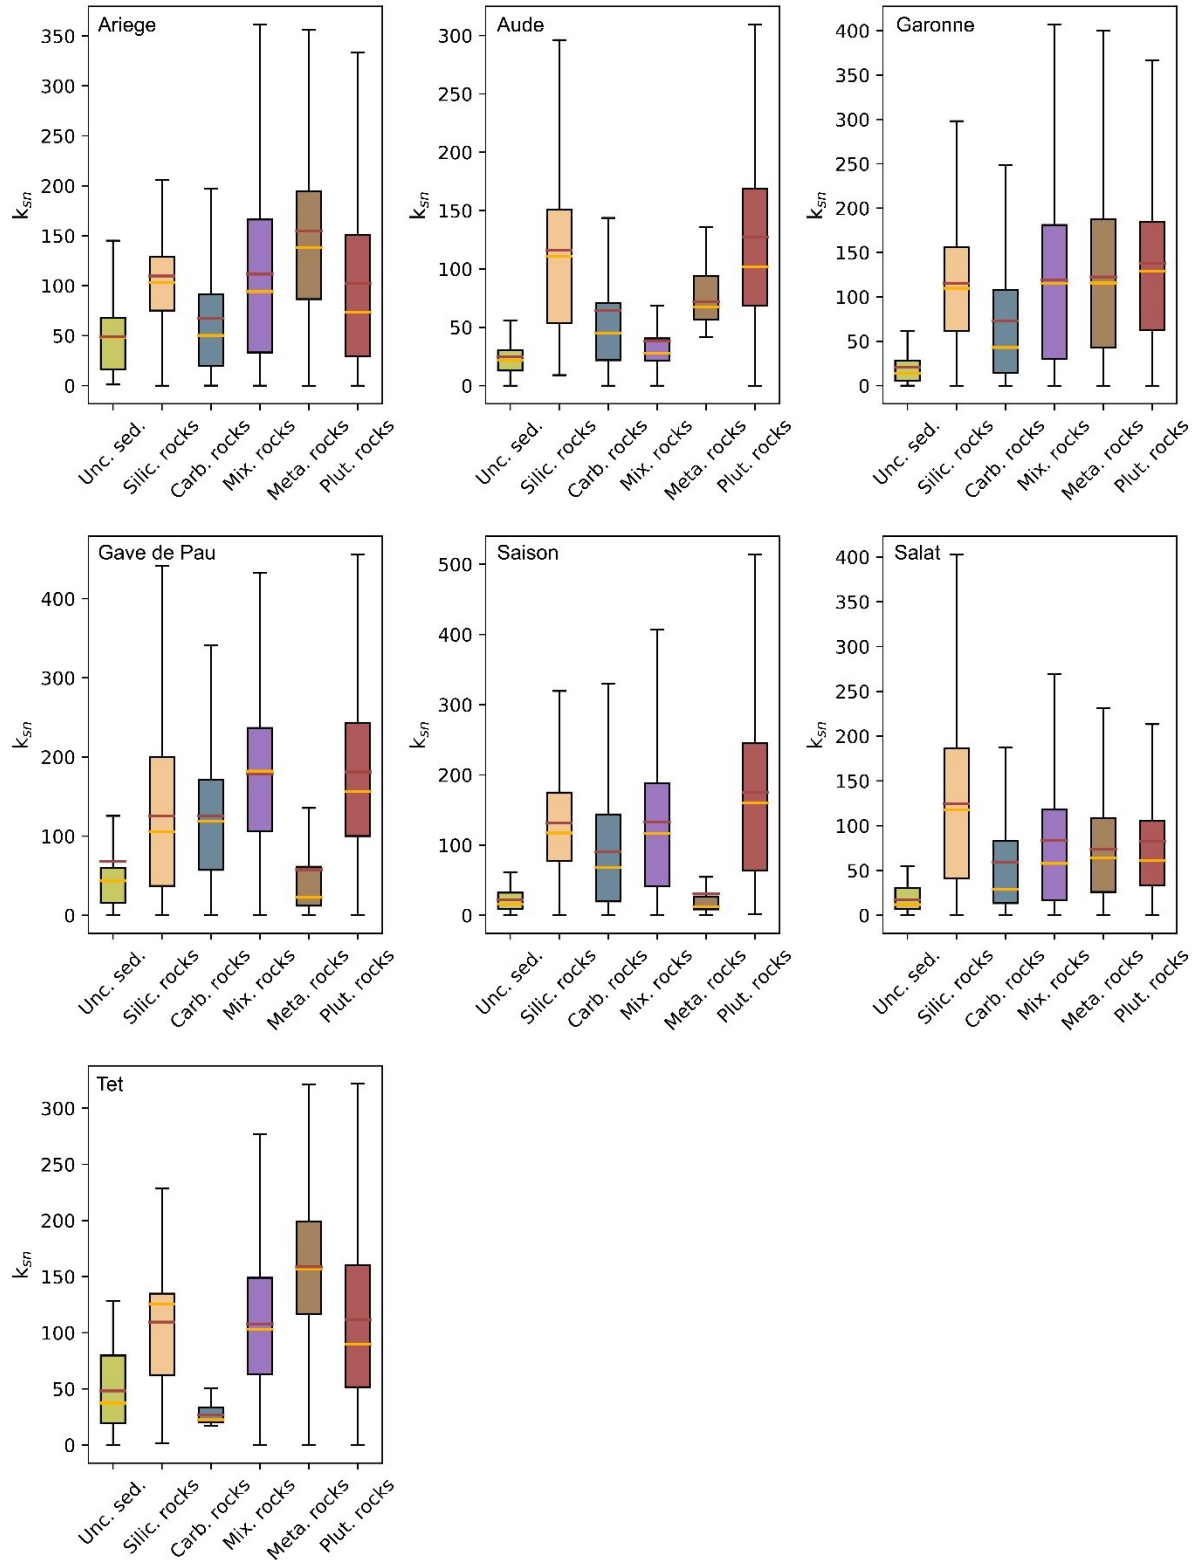 Ariege
k_sn
350
300
250
200
150
100
50
0
Unc. sed.
Silic. rocks
Carb. rocks
Mix. rocks
Meta. rocks
Plut. rocks
Aude
k_sn
300
250
200
150
100
50
0
Unc. sed.
Silic. rocks
Carb. rocks
Mix. rocks
Meta. rocks
Plut. rocks
Garonne
k_sn
400
350
300
250
200
150
100
50
0
Unc. sed.
Silic. rocks
Carb. rocks
Mix. rocks
Meta. rocks
Plut. rocks
Gave de Pau
k_sn
400
300
200
100
0
Unc. sed.
Silic. rocks
Carb. rocks
Mix. rocks
Meta. rocks
Plut. rocks
Saison
k_sn
500
400
300
200
100
0
Unc. sed.
Silic. rocks
Carb. rocks
Mix. rocks
Meta. rocks
Plut. rocks
Salat
k_sn
400
350
300
250
200
150
100
50
0
Unc. sed.
Silic. rocks
Carb. rocks
Mix. rocks
Meta. rocks
Plut. rocks
Tet
k_sn
300
250
200
150
100
50
0
Unc. sed.
Silic. rocks
Carb. rocks
Mix. rocks
Meta. rocks
Plut. rocks